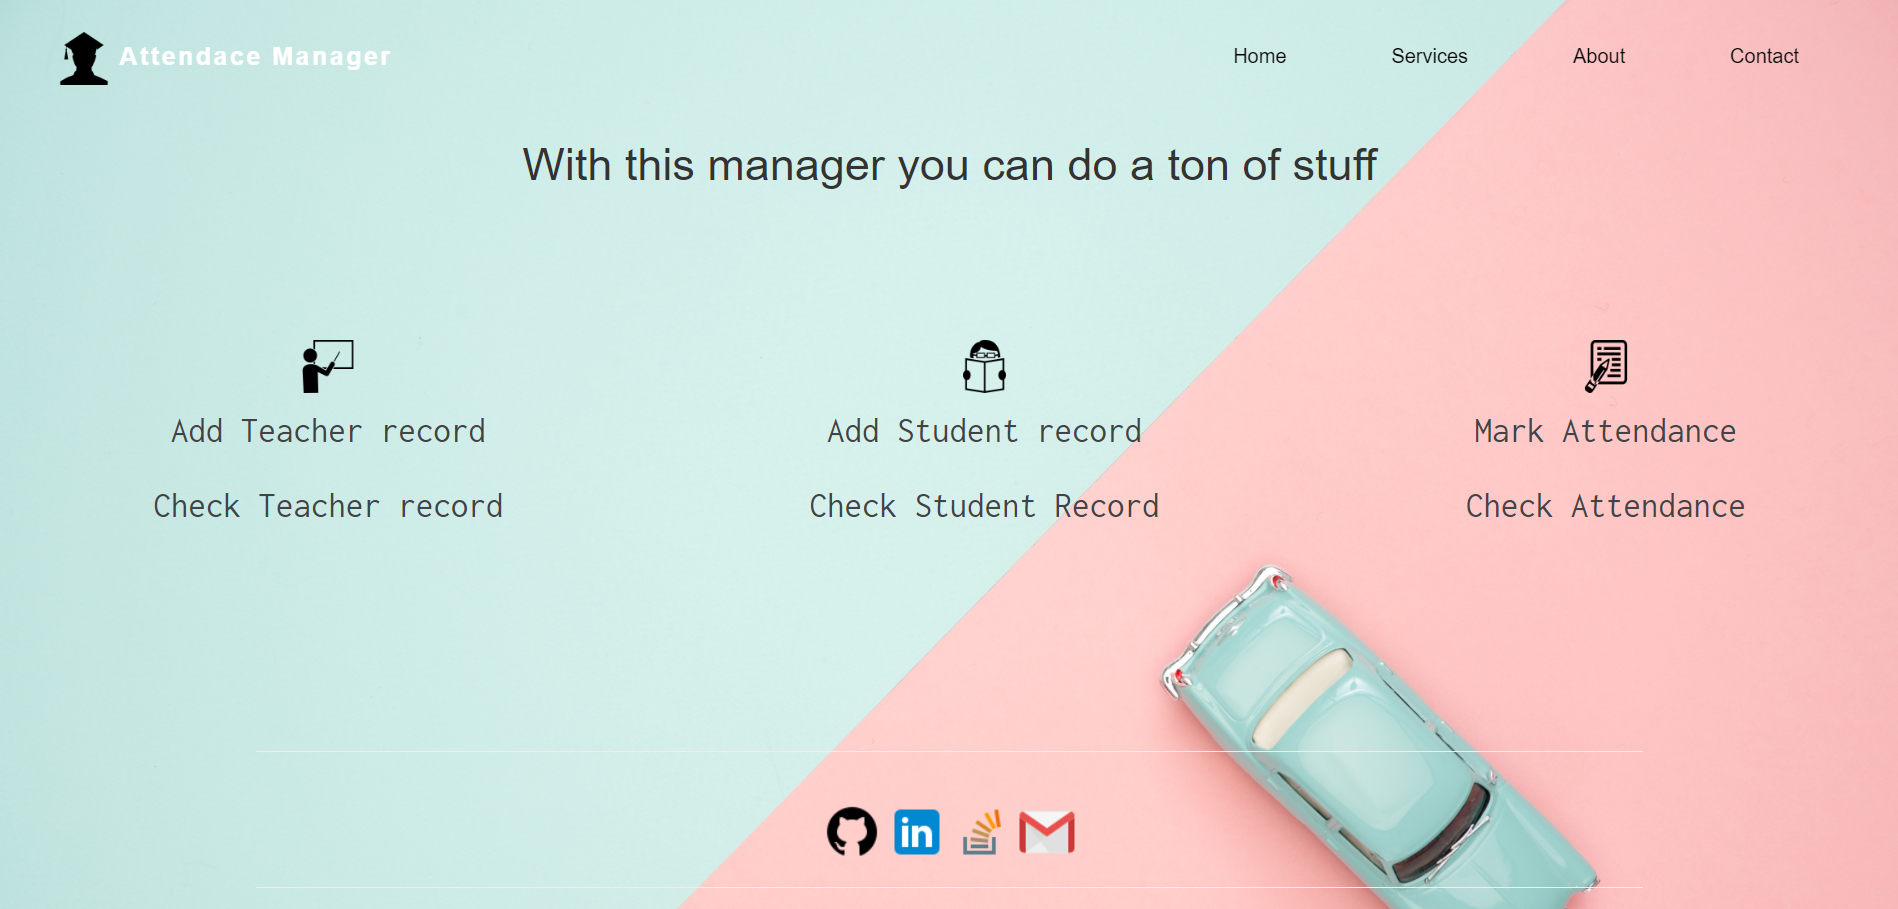 Attendace Manager
Home Services About Contact
With this manager you can do a ton of stuff
Add Teacher record
Check Teacher record
Add Student record
Check Student Record
Mark Attendance
Check Attendance
in